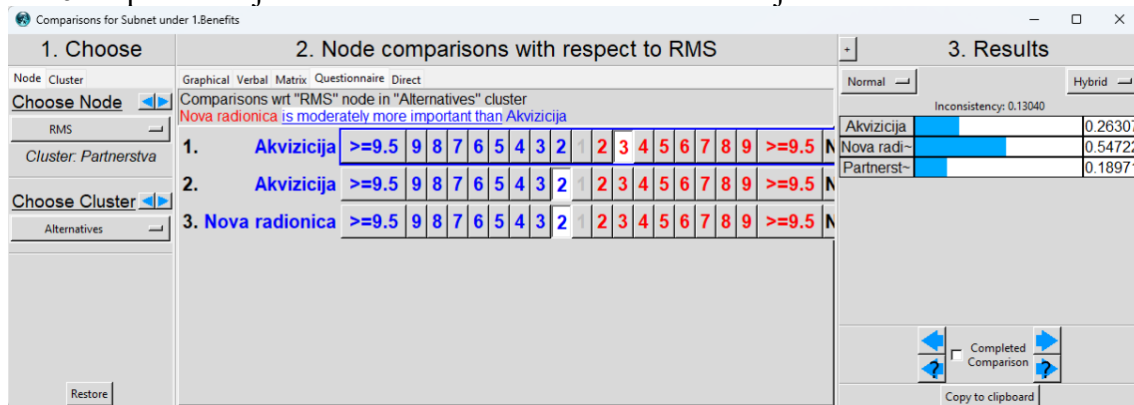 Comparisons for Subnet under 1.Benefits
1. Choose
2. Node comparisons with respect to RMS
+
3. Results
Node Cluster
Graphical Verbal Matrix Questionnaire Direct
Normal
Hybrid
Choose Node
Comparisons wrt "RMS" node in "Alternatives" cluster
Nova radionica is moderately more important than Akvizicija
Inconsistency: 0.13040
RMS
Cluster: Partnerstva
Choose Cluster
Alternatives
1. Akvizicija >=9.5 9 8 7 6 5 4 3 2 1 2 3 4 5 6 7 8 9 >=9.5 N
2. Akvizicija >=9.5 9 8 7 6 5 4 3 2 1 2 3 4 5 6 7 8 9 >=9.5 N
3. Nova radionica >=9.5 9 8 7 6 5 4 3 2 1 2 3 4 5 6 7 8 9 >=9.5 N
Akvizicija 0.26307
Nova radi~ 0.54722
Partnerst~ 0.18971
Completed
Comparison
Restore
Copy to clipboard